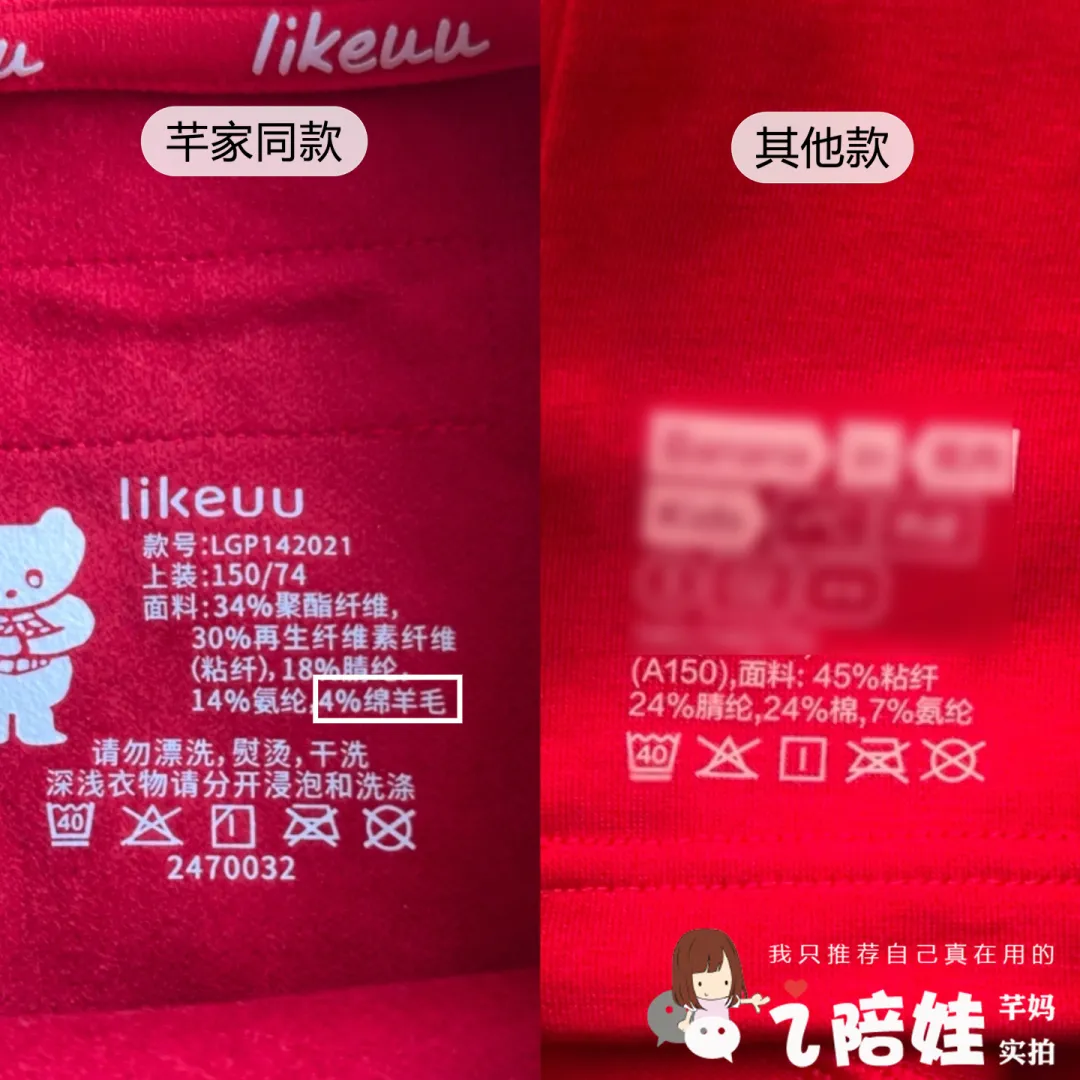 likeuu
芊家同款
likeuu
款号:LGP142021
上装:150/74
面料:34%聚酯纤维,
30%再生纤维素纤维
(粘纤),18%腈纶,
14%氨纶,4%绵羊毛
请勿漂洗,熨烫,干洗
深浅衣物请分开浸泡和洗涤
40
2470032
其他款
(A150),面料: 45%粘纤
24%腈纶,24%棉,7%氨纶
40
我只推荐自己真在用的
陪娃
芊妈
实拍